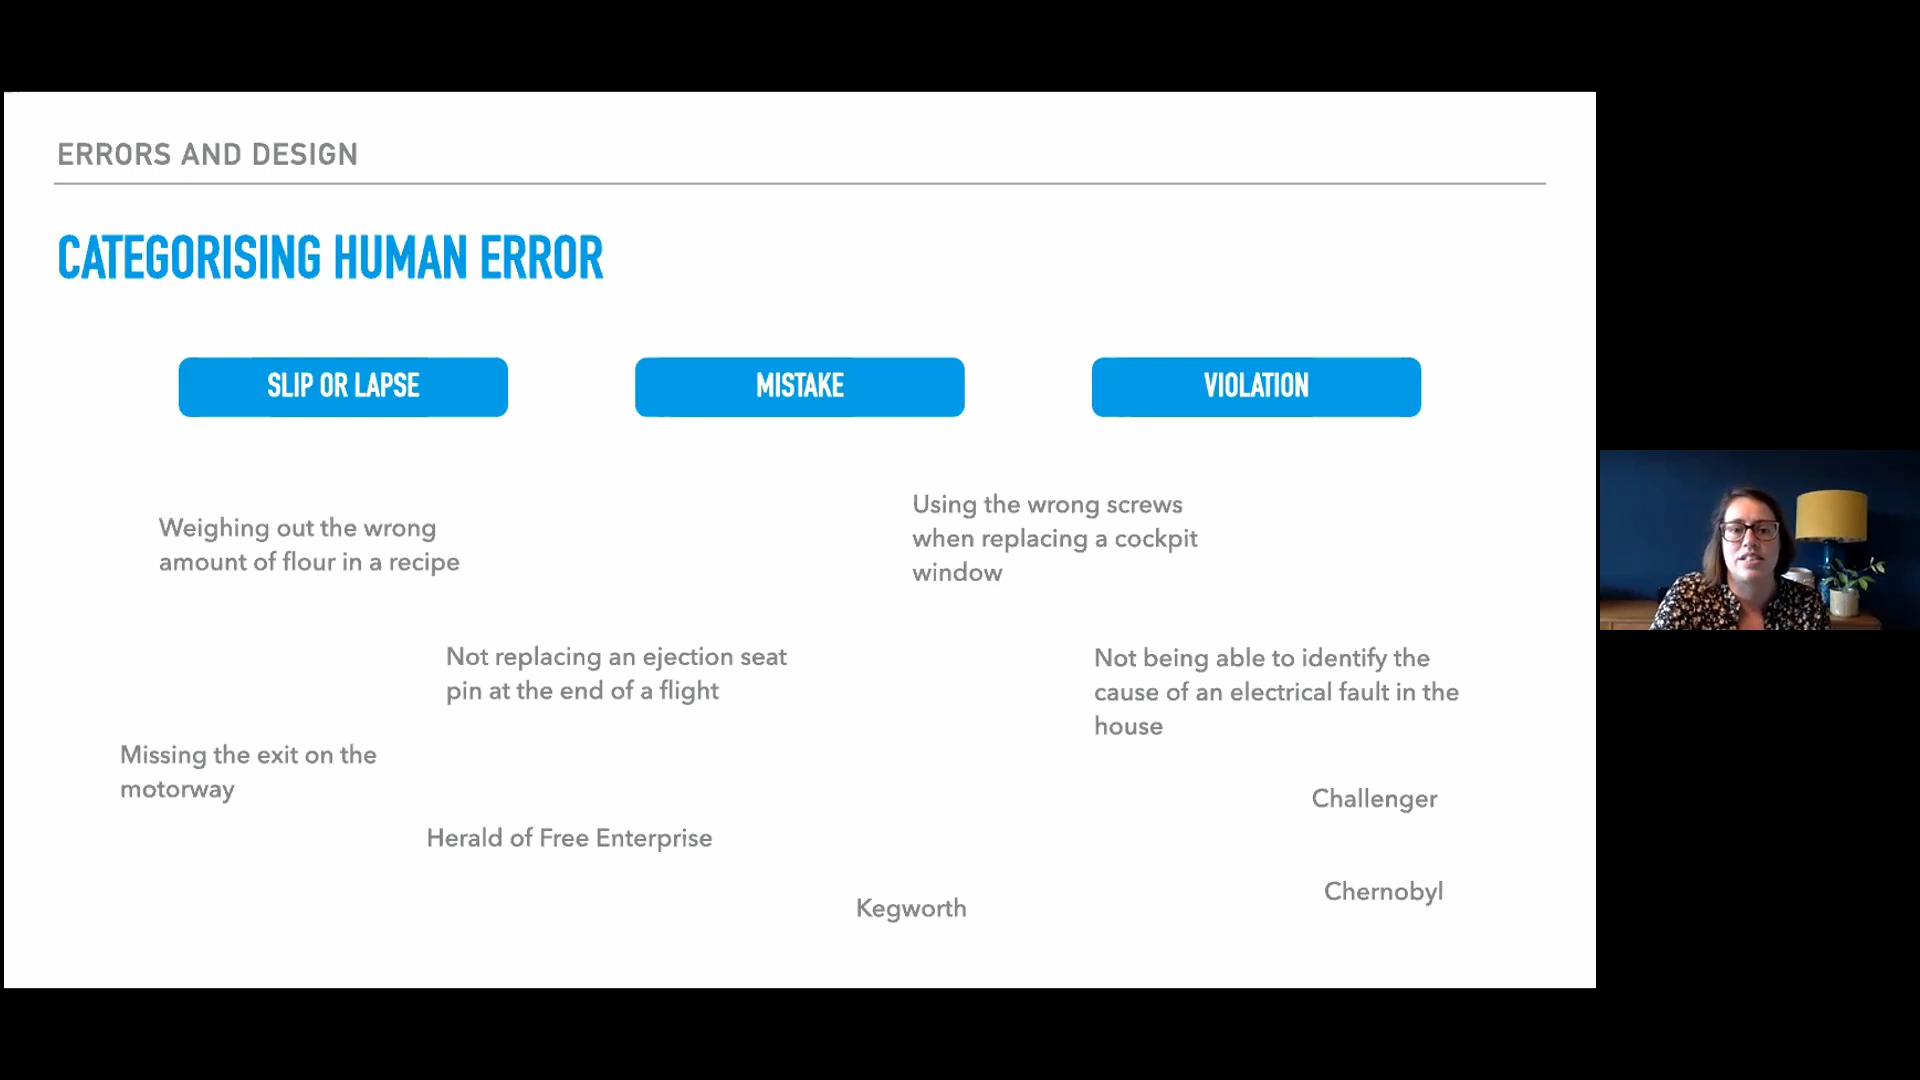 ERRORS AND DESIGN
CATEGORISING HUMAN ERROR
SLIP OR LAPSE
MISTAKE
VIOLATION
Weighing out the wrong
amount of flour in a recipe
Using the wrong screws
when replacing a cockpit
window
Not replacing an ejection seat
pin at the end of a flight
Not being able to identify the
cause of an electrical fault in the
house
Missing the exit on the
motorway
Challenger
Herald of Free Enterprise
Chernobyl
Kegworth